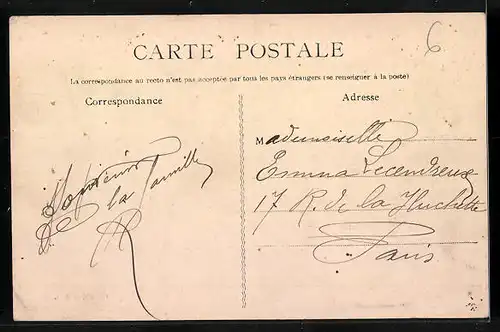 6
CARTE POSTALE
La correspondance au recto n'est pas acceptée par tous les pays étrangers (se renseigner à la poste)
Correspondance
Souvenir
de la famille
R
Adresse
Mademoiselle
Emma Lecendreux
17 R. de la Huchette
Paris